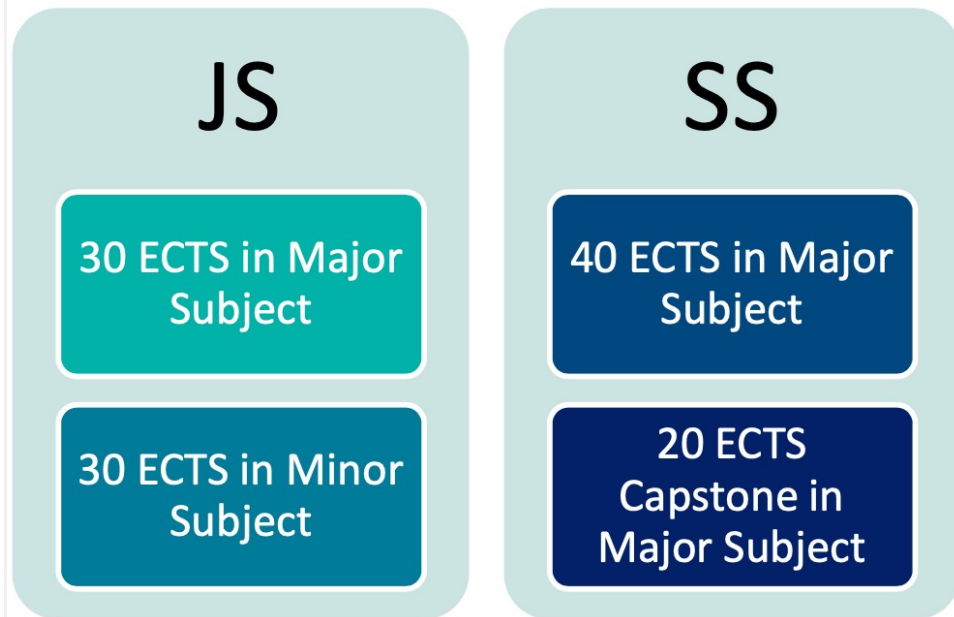 JS
30 ECTS in Major
Subject
30 ECTS in Minor
Subject
SS
40 ECTS in Major
Subject
20 ECTS
Capstone in
Major Subject